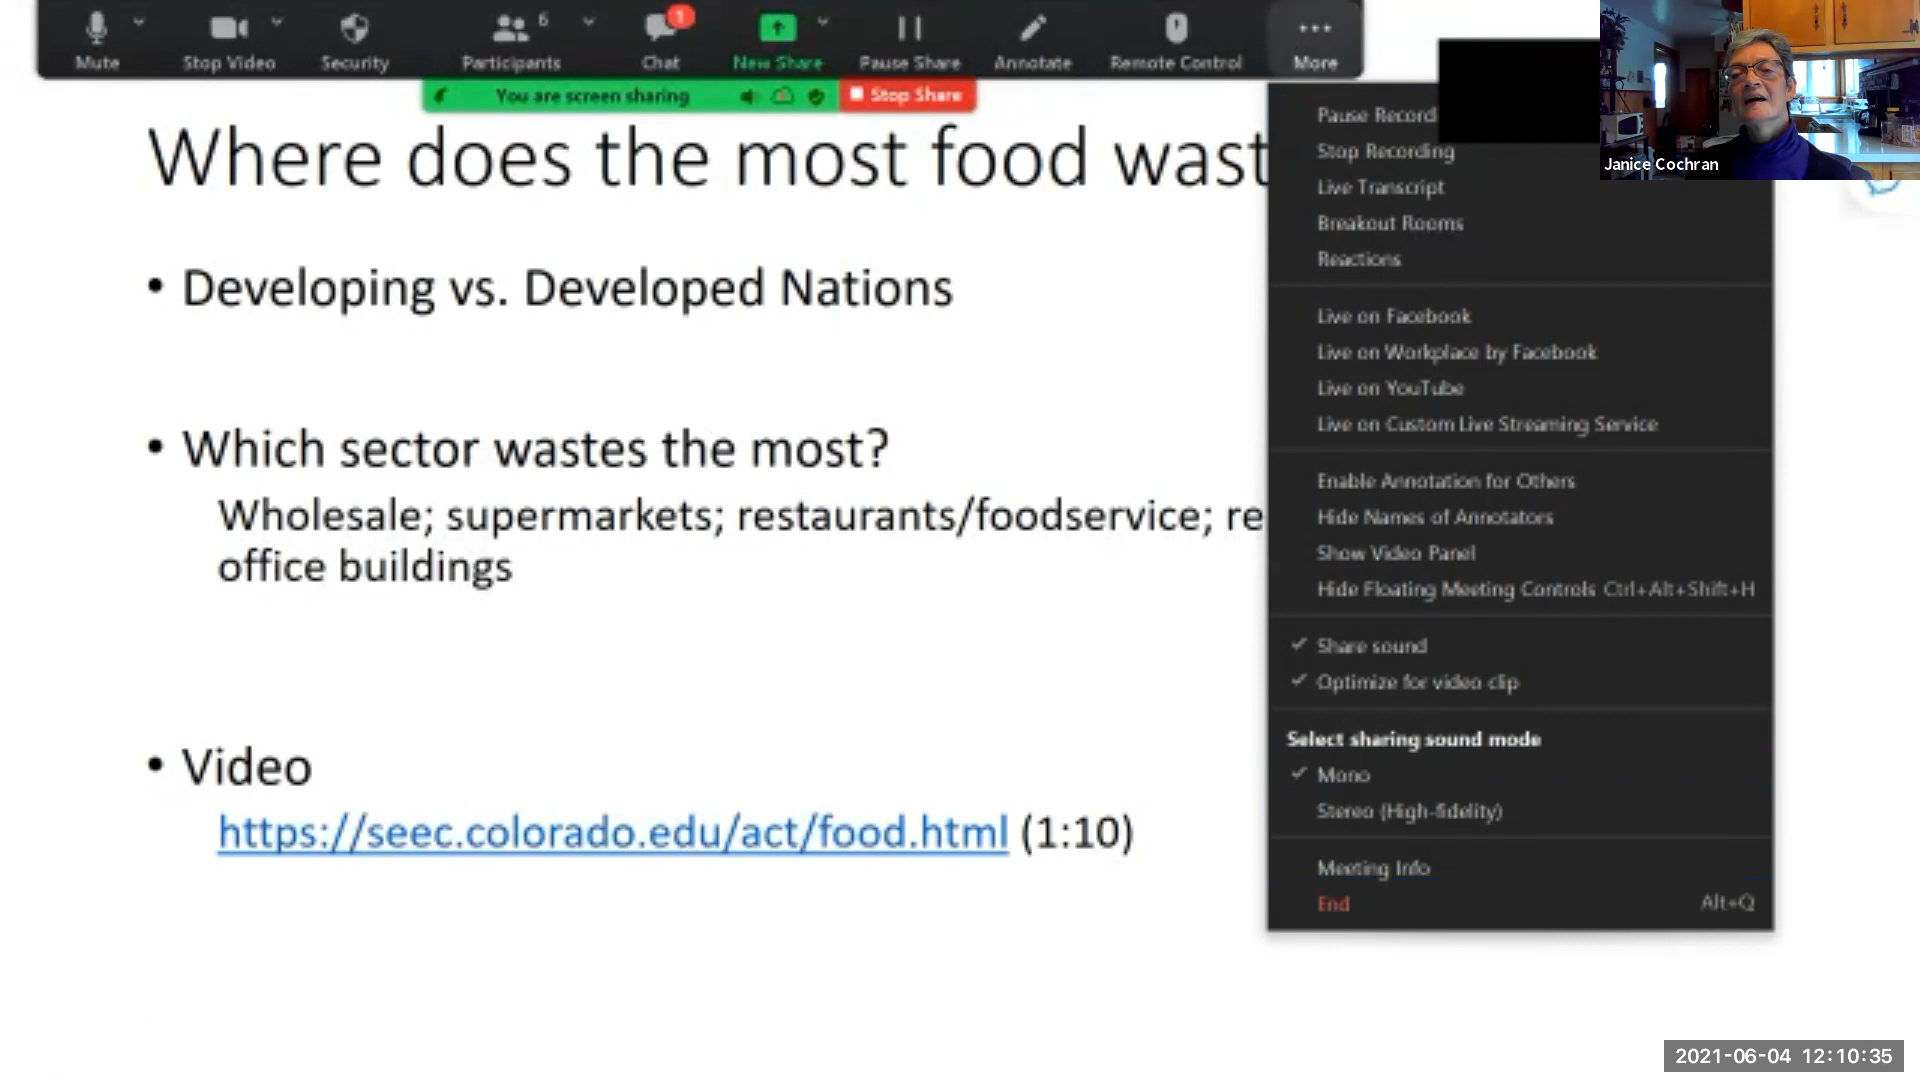 Mute
Stop Video
Security
Participants
6
Chat
1
New Share
Pause Share
Annotate
Remote Control
More
You are screen sharing
Stop Share
Janice Cochran
Where does the most food wast
• Developing vs. Developed Nations
• Which sector wastes the most?
Wholesale; supermarkets; restaurants/foodservice; re
office buildings
• Video
https://seec.colorado.edu/act/food.html (1:10)
Pause Record
Stop Recording
Live Transcript
Breakout Rooms
Reactions
Live on Facebook
Live on Workplace by Facebook
Live on YouTube
Live on Custom Live Streaming Service
Enable Annotation for Others
Hide Names of Annotators
Show Video Panel
Hide Floating Meeting Controls Ctrl+Alt+Shift+H
Share sound
Optimize for video clip
Select sharing sound mode
Mono
Stereo (High-fidelity)
Meeting Info
End Alt+Q
2021-06-04 12:10:35